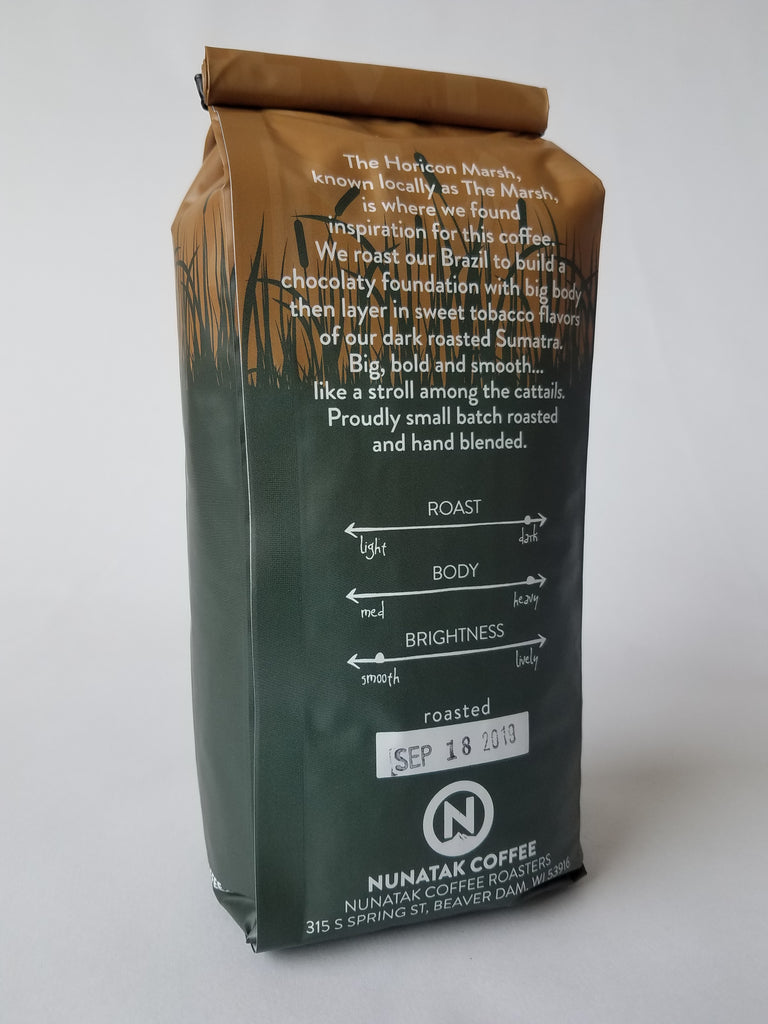 The Horicon Marsh,
known locally as The Marsh,
is where we found
inspiration for this coffee.
We roast our Brazil to build a
chocolaty foundation with big body
then layer in sweet tobacco flavors
of our dark roasted Sumatra.
Big, bold and smooth...
like a stroll among the cattails.
Proudly small batch roasted
and hand blended.
ROAST
light dark
BODY
med heavy
BRIGHTNESS
smooth lively
roasted
SEP 18 2019
N
NUNATAK COFFEE
NUNATAK COFFEE ROASTERS
315 S SPRING ST, BEAVER DAM, WI 53916